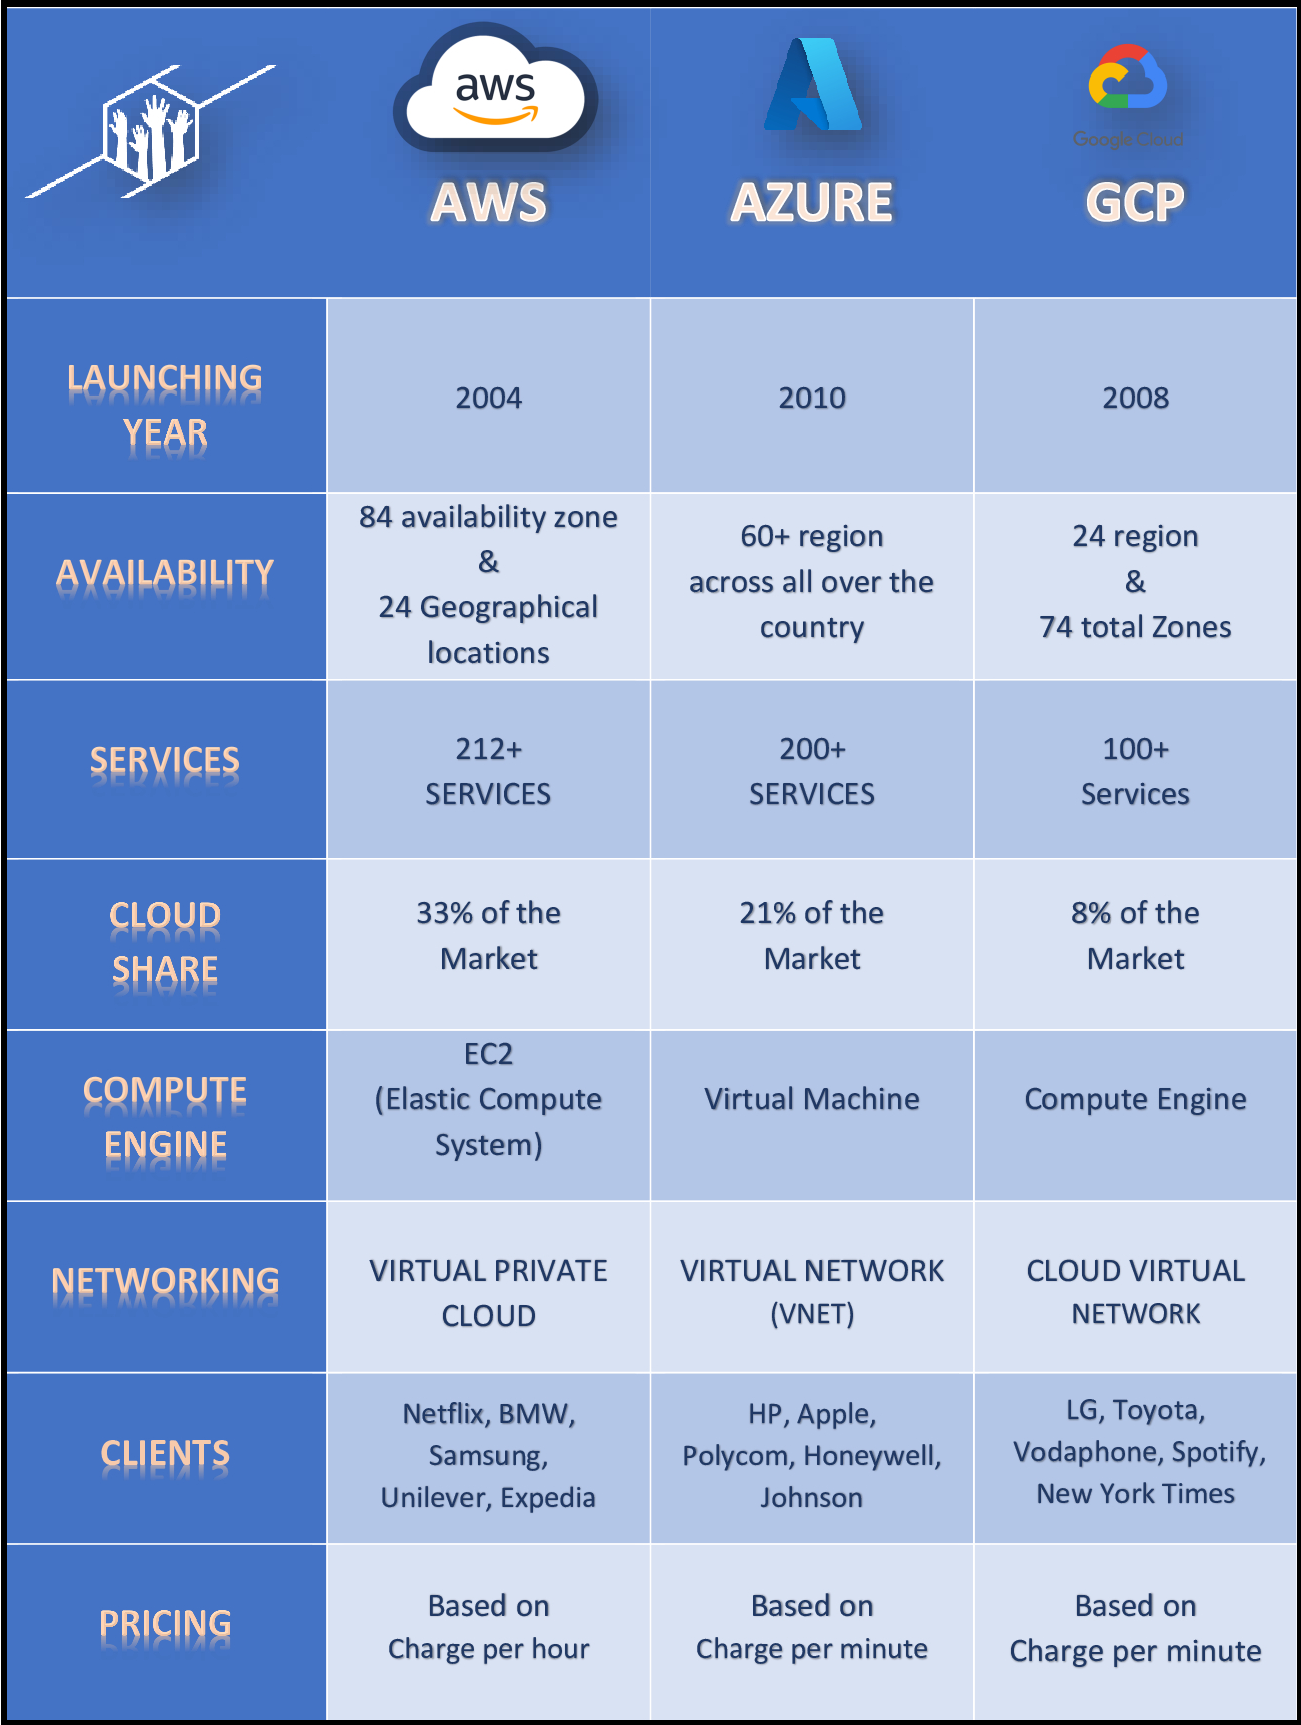 aws
Google Cloud
AWS
AZURE
GCP
LAUNCHING
YEAR
2004
2010
2008
AVAILABILITY
84 availability zone
&
24 Geographical
locations
60+ region
across all over the
country
24 region
&
74 total Zones
SERVICES
212+
SERVICES
200+
SERVICES
100+
Services
CLOUD
SHARE
33% of the
Market
21% of the
Market
8% of the
Market
COMPUTE
ENGINE
EC2
(Elastic Compute
System)
Virtual Machine
Compute Engine
NETWORKING
VIRTUAL PRIVATE
CLOUD
VIRTUAL NETWORK
(VNET)
CLOUD VIRTUAL
NETWORK
CLIENTS
Netflix, BMW,
Samsung,
Unilever, Expedia
HP, Apple,
Polycom, Honeywell,
Johnson
LG, Toyota,
Vodaphone, Spotify,
New York Times
PRICING
Based on
Charge per hour
Based on
Charge per minute
Based on
Charge per minute